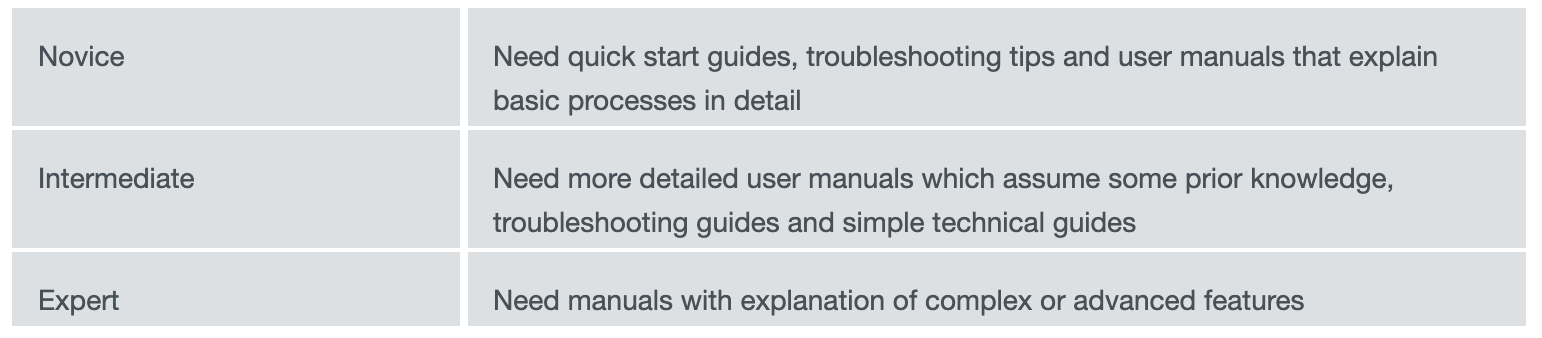 Novice
Need quick start guides, troubleshooting tips and user manuals that explain
basic processes in detail
Intermediate
Need more detailed user manuals which assume some prior knowledge,
troubleshooting guides and simple technical guides
Expert
Need manuals with explanation of complex or advanced features